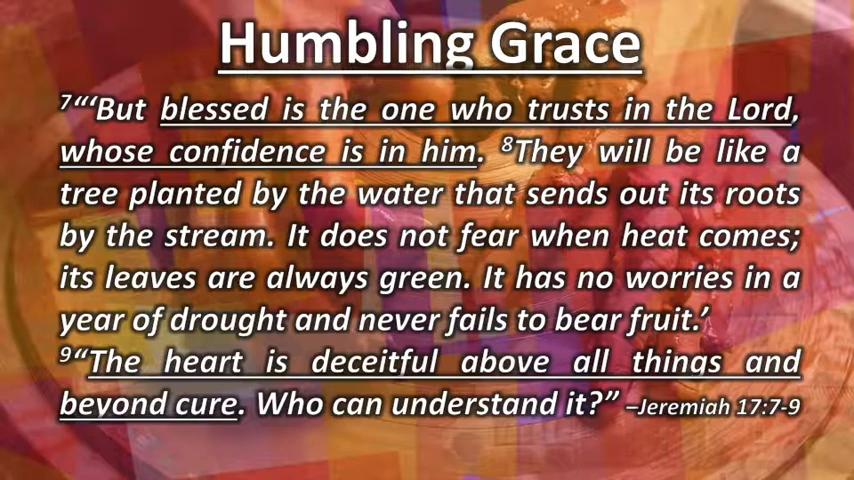 Humbling Grace
⁷“‘But blessed is the one who trusts in the Lord,
whose confidence is in him. ⁸They will be like a
tree planted by the water that sends out its roots
by the stream. It does not fear when heat comes;
its leaves are always green. It has no worries in a
year of drought and never fails to bear fruit.’
⁹“The heart is deceitful above all things and
beyond cure. Who can understand it?” –Jeremiah 17:7-9